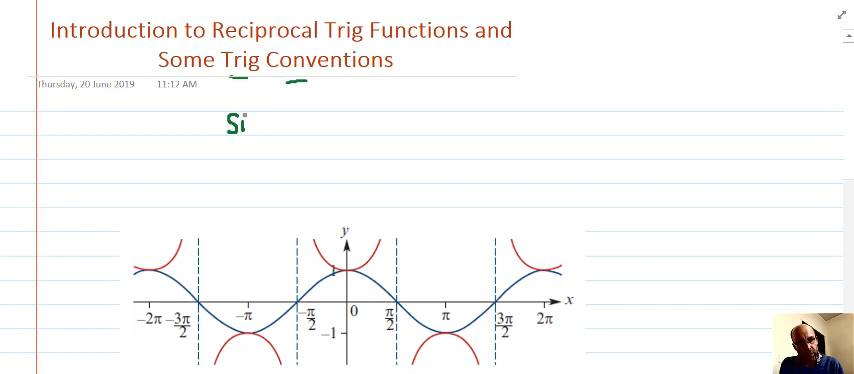 Introduction to Reciprocal Trig Functions and
Some Trig Conventions
Thursday, 20 June 2019 11:12 AM
Si
y
1
x
−2π −3π/2 −π −π/2 0 π/2 π 3π/2 2π
−1